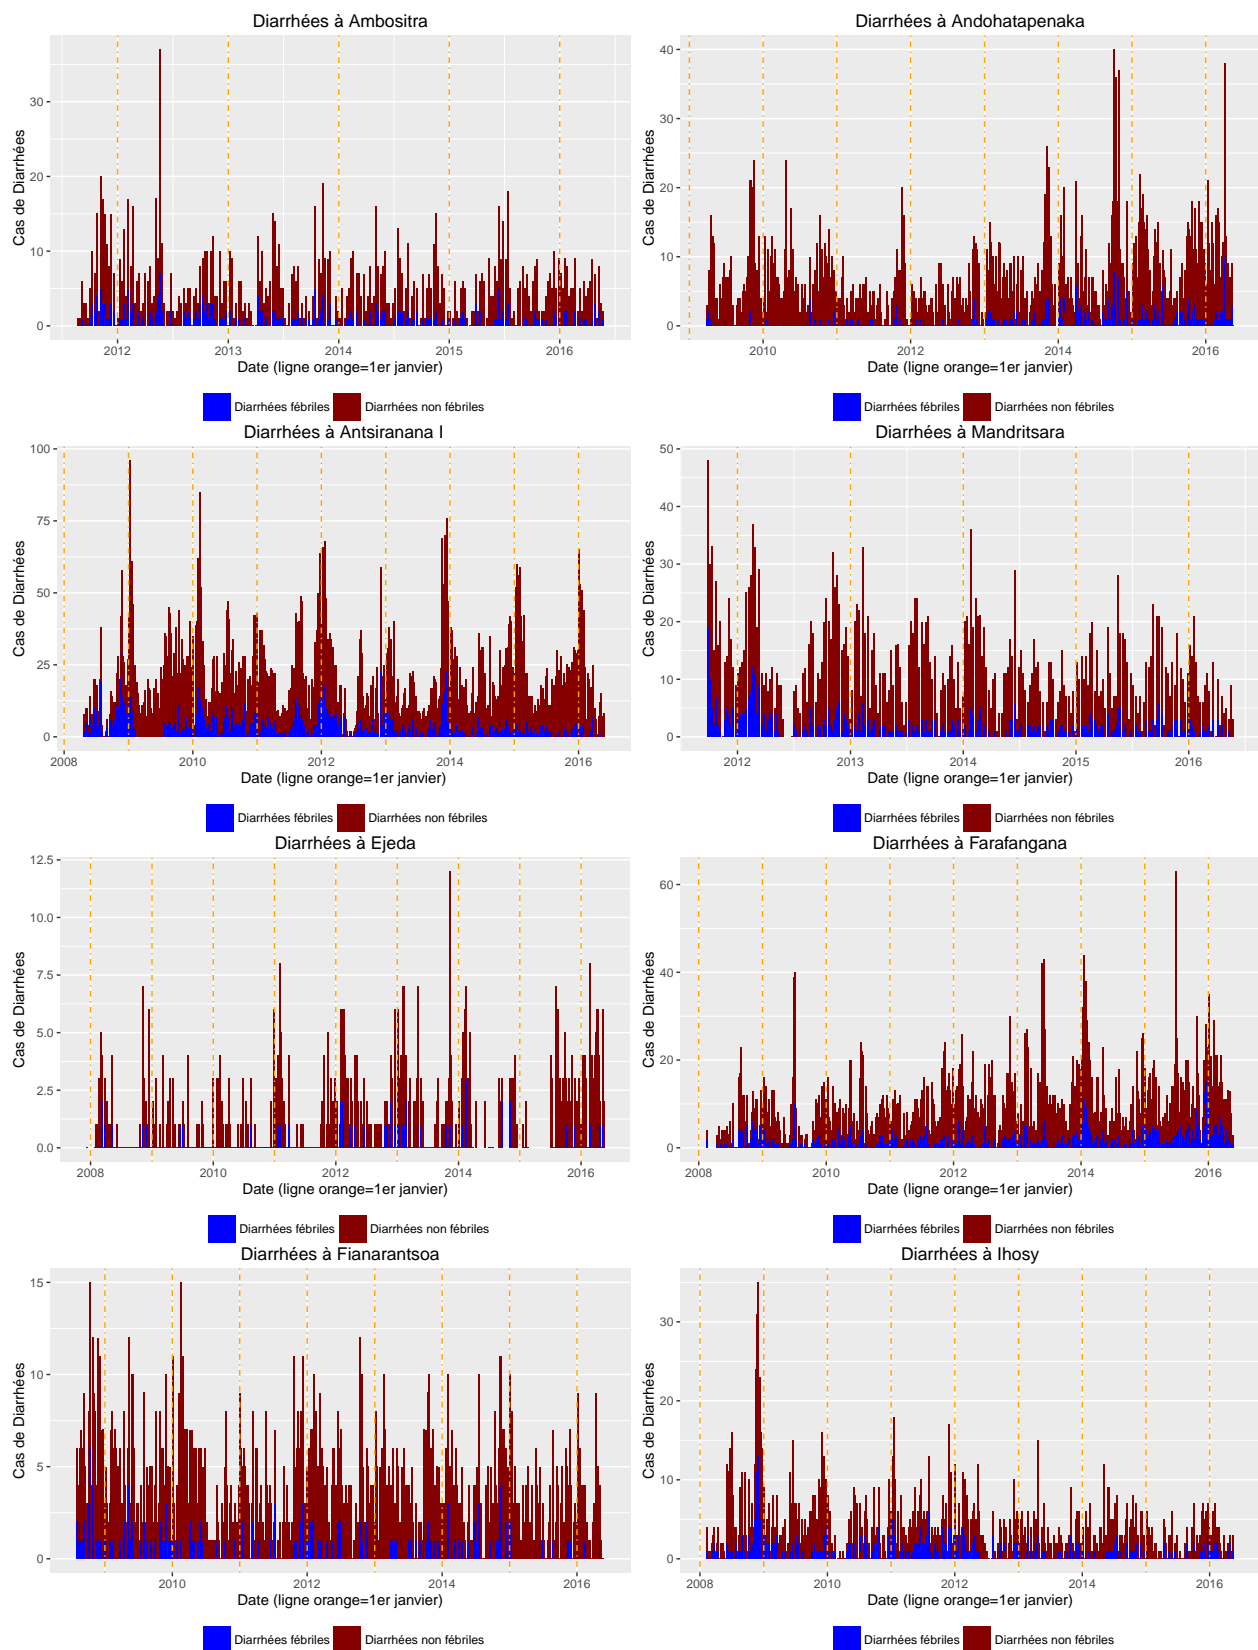 Diarrhées à Ambositra
Cas de Diarrhées
30
20
10
0
2012 2013 2014 2015 2016
Date (ligne orange=1er janvier)
Diarrhées fébriles Diarrhées non fébriles
Diarrhées à Andohatapenaka
Cas de Diarrhées
40
30
20
10
0
2010 2012 2014 2016
Date (ligne orange=1er janvier)
Diarrhées fébriles Diarrhées non fébriles
Diarrhées à Antsiranana I
Cas de Diarrhées
100
75
50
25
0
2008 2010 2012 2014 2016
Date (ligne orange=1er janvier)
Diarrhées fébriles Diarrhées non fébriles
Diarrhées à Mandritsara
Cas de Diarrhées
50
40
30
20
10
0
2012 2013 2014 2015 2016
Date (ligne orange=1er janvier)
Diarrhées fébriles Diarrhées non fébriles
Diarrhées à Ejeda
Cas de Diarrhées
12.5
10.0
7.5
5.0
2.5
0.0
2008 2010 2012 2014 2016
Date (ligne orange=1er janvier)
Diarrhées fébriles Diarrhées non fébriles
Diarrhées à Farafangana
Cas de Diarrhées
60
40
20
0
2008 2009 2010 2011 2012 2013 2014 2015 2016
Date (ligne orange=1er janvier)
Diarrhées fébriles Diarrhées non fébriles
Diarrhées à Fianarantsoa
Cas de Diarrhées
15
10
5
0
2010 2012 2014 2016
Date (ligne orange=1er janvier)
Diarrhées fébriles Diarrhées non fébriles
Diarrhées à Ihosy
Cas de Diarrhées
30
20
10
0
2008 2010 2012 2014 2016
Date (ligne orange=1er janvier)
Diarrhées fébriles Diarrhées non fébriles